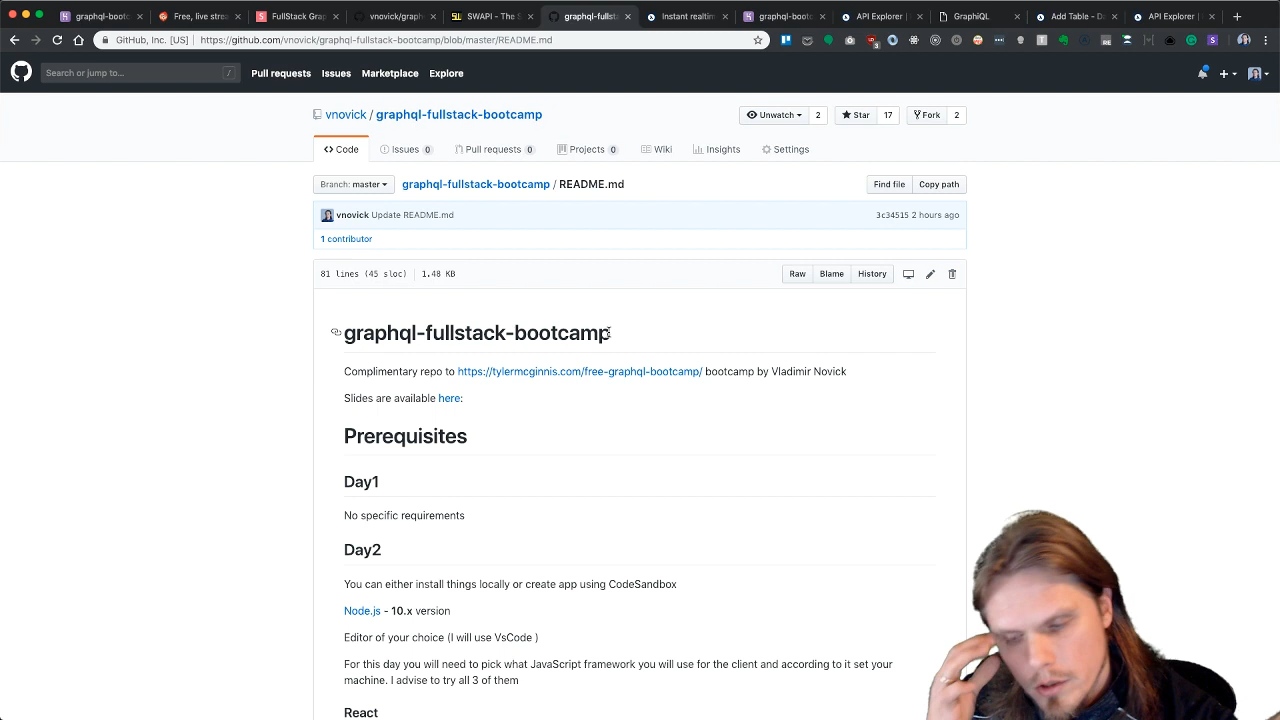 graphql-bootc
Free, live strea
FullStack Grap
vnovick/graph
SWAPI - The S
graphql-fullst
Instant realtim
graphql-bootc
API Explorer |
GraphiQL
Add Table - Da
API Explorer |
GitHub, Inc. [US] | https://github.com/vnovick/graphql-fullstack-bootcamp/blob/master/README.md
Search or jump to... /
Pull requests Issues Marketplace Explore
vnovick / graphql-fullstack-bootcamp
Unwatch 2 Star 17 Fork 2
Code Issues 0 Pull requests 0 Projects 0 Wiki Insights Settings
Branch: master graphql-fullstack-bootcamp / README.md Find file Copy path
vnovick Update README.md 3c34515 2 hours ago
1 contributor
81 lines (45 sloc) 1.48 KB Raw Blame History
graphql-fullstack-bootcamp
Complimentary repo to https://tylermcginnis.com/free-graphql-bootcamp/ bootcamp by Vladimir Novick
Slides are available here:
Prerequisites
Day1
No specific requirements
Day2
You can either install things locally or create app using CodeSandbox
Node.js - 10.x version
Editor of your choice (I will use VsCode )
For this day you will need to pick what JavaScript framework you will use for the client and according to it set your
machine. I advise to try all 3 of them
React